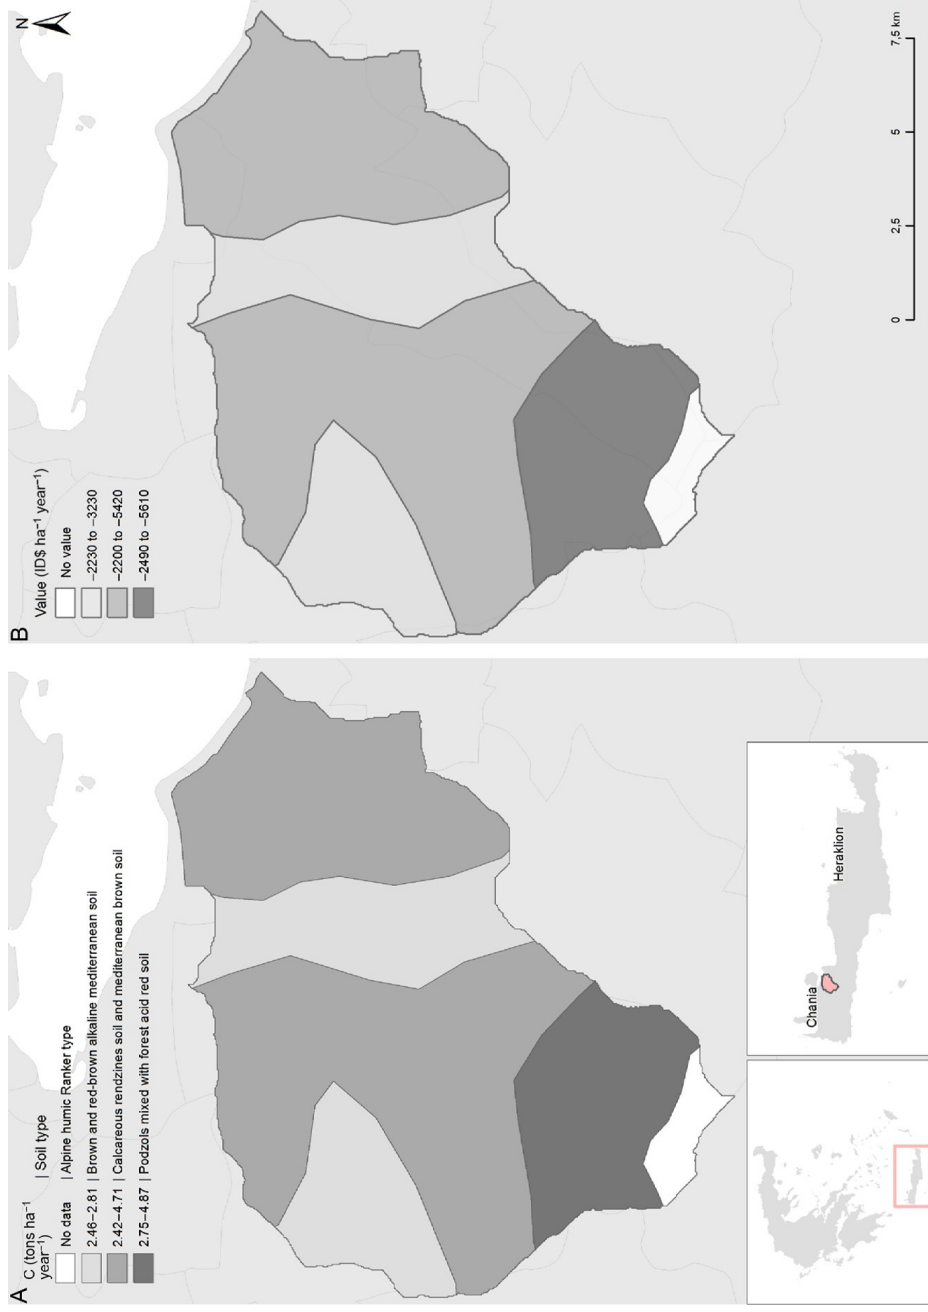 A
C (tons ha⁻¹ | Soil type
year⁻¹)
No data | Alpine humic Ranker type
2.46–2.81 | Brown and red-brown alkaline mediterranean soil
2.42–4.71 | Calcareous rendzines soil and mediterranean brown soil
2.75–4.87 | Podzols mixed with forest acid red soil
Chania
Heraklion
B
Value (ID$ ha⁻¹ year⁻¹)
No value
−2230 to −3230
−2200 to −5420
−2490 to −5610
N
0 2,5 5 7,5 km